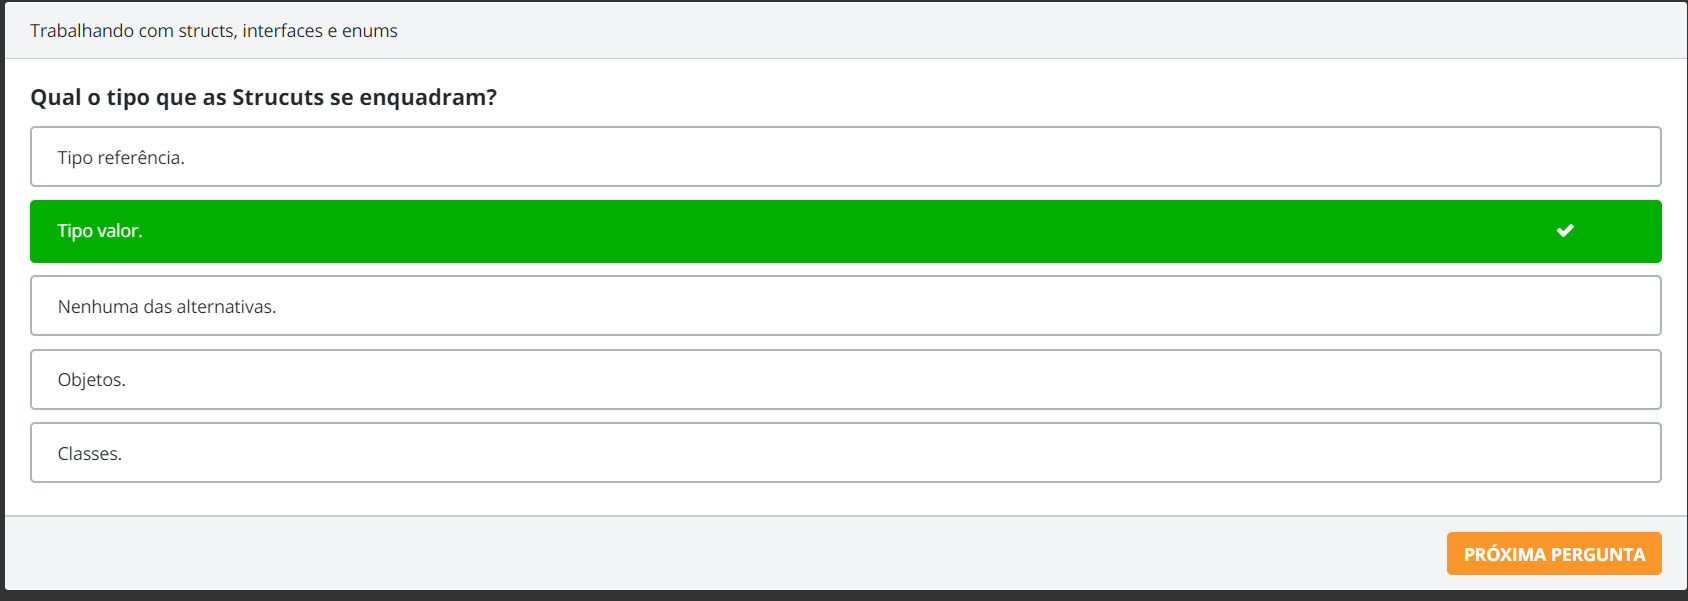 Trabalhando com structs, interfaces e enums
Qual o tipo que as Strucuts se enquadram?
Tipo referência.
Tipo valor.
Nenhuma das alternativas.
Objetos.
Classes.
PRÓXIMA PERGUNTA